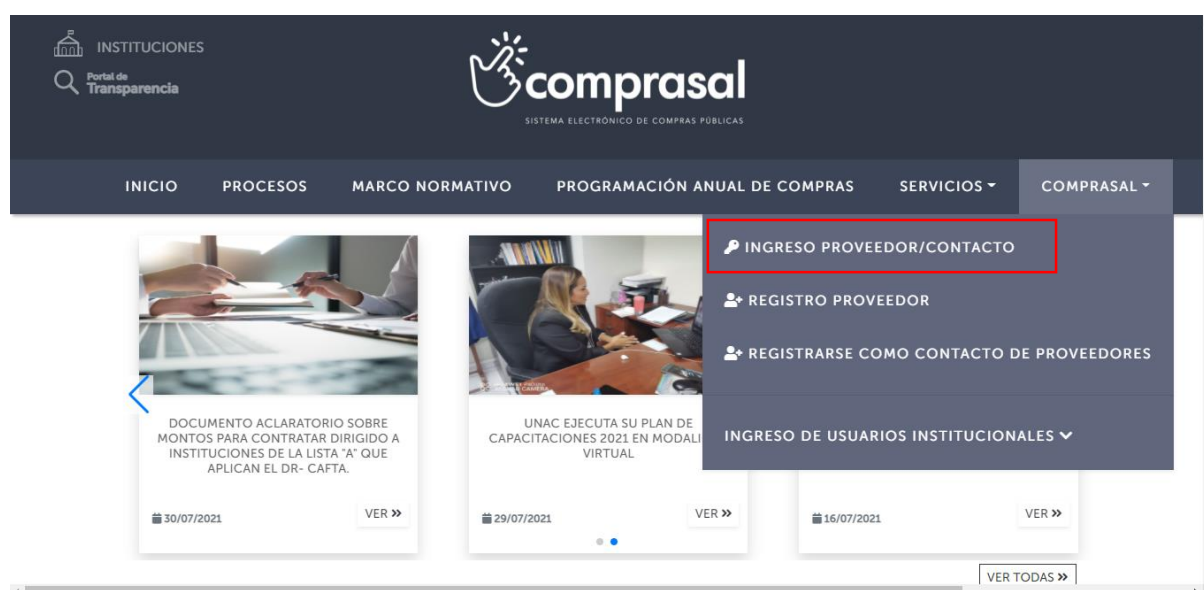 INSTITUCIONES
Portal de
Transparencia
comprasal
SISTEMA ELECTRÓNICO DE COMPRAS PÚBLICAS
INICIO PROCESOS MARCO NORMATIVO PROGRAMACIÓN ANUAL DE COMPRAS SERVICIOS COMPRASAL
INGRESO PROVEEDOR/CONTACTO
REGISTRO PROVEEDOR
REGISTRARSE COMO CONTACTO DE PROVEEDORES
INGRESO DE USUARIOS INSTITUCIONALES
DOCUMENTO ACLARATORIO SOBRE
MONTOS PARA CONTRATAR DIRIGIDO A
INSTITUCIONES DE LA LISTA "A" QUE
APLICAN EL DR- CAFTA.
30/07/2021 VER »
UNAC EJECUTA SU PLAN DE
CAPACITACIONES 2021 EN MODALI
VIRTUAL
29/07/2021 VER »
16/07/2021 VER »
VER TODAS »